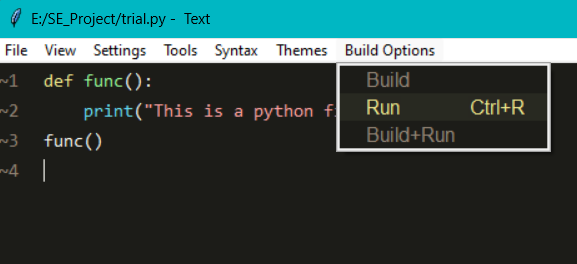 E:/SE_Project/trial.py - Text
File View Settings Tools Syntax Themes Build Options
~1 def func():
~2 print("This is a python
~3 func()
~4
Build
Run Ctrl+R
Build+Run